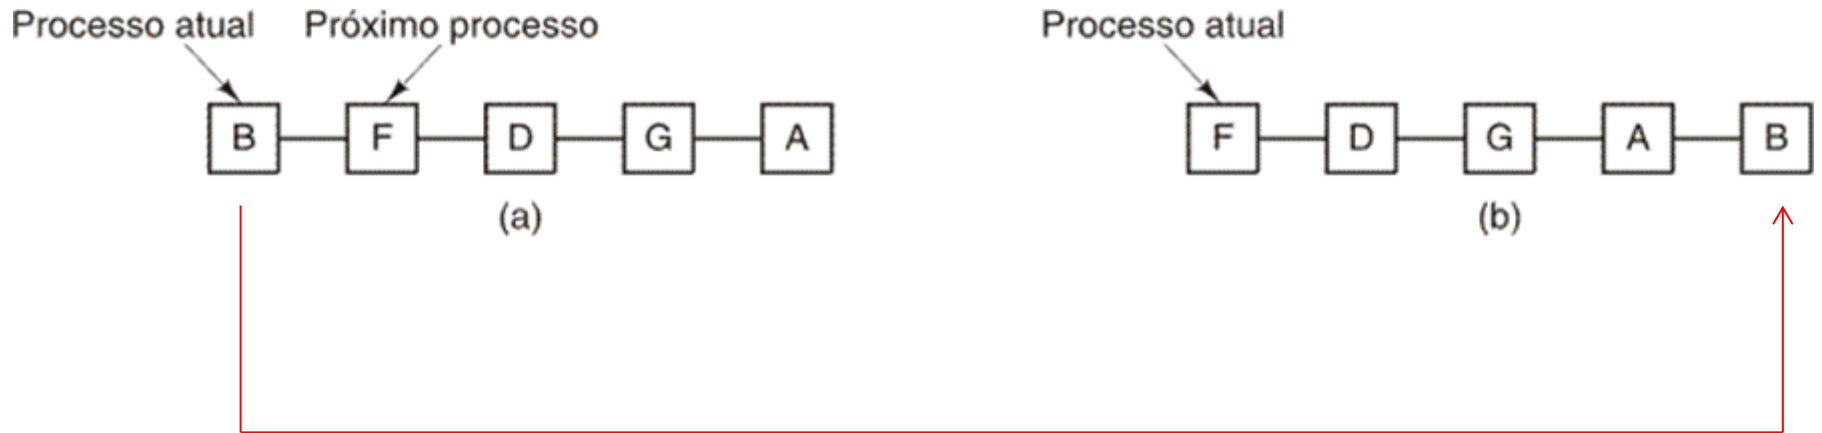 Processo atual Próximo processo Processo atual
B F D G A F D G A B
(a) (b)